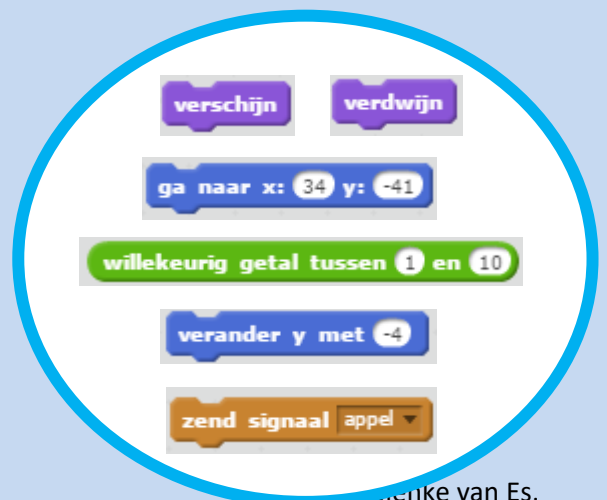 verschijn verdwijn
ga naar x: 34 y: -41
willekeurig getal tussen 1 en 10
verander y met -4
zend signaal appel
van Es.